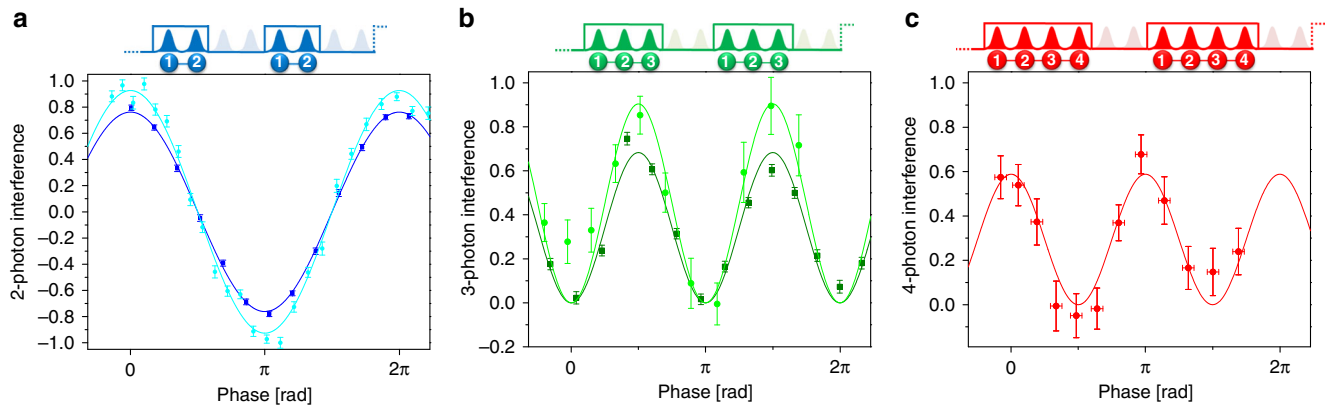 a
1 2 1 2
2-photon interference
1.0
0.8
0.6
0.4
0.2
0.0
−0.2
−0.4
−0.6
−0.8
−1.0
0 π 2π
Phase [rad]
b
1 2 3 1 2 3
3-photon interference
1.0
0.8
0.6
0.4
0.2
0.0
−0.2
0 π 2π
Phase [rad]
c
1 2 3 4 1 2 3 4
4-photon interference
1.0
0.8
0.6
0.4
0.2
0.0
0 π 2π
Phase [rad]